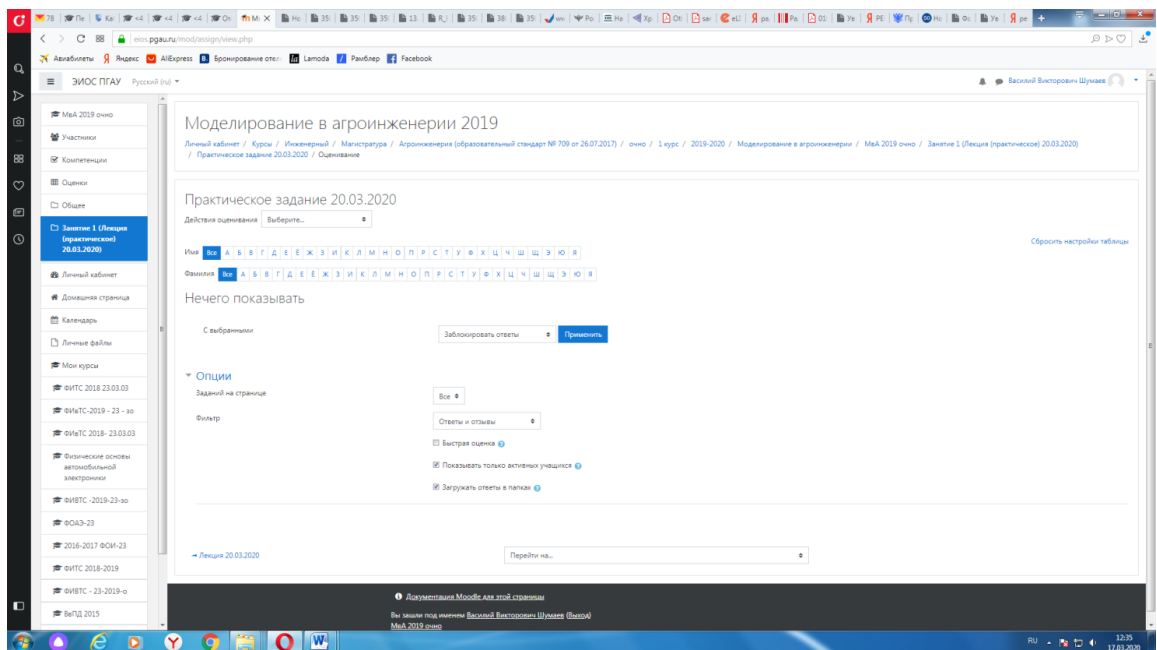 eios.pgau.ru/mod/assign/view.php
Авиабилеты Яндекс AliExpress Бронирование отел Lamoda Рамблер Facebook
ЭИОС ПГАУ Русский (ru)
Василий Викторович Шумаев
МвА 2019 очно
Участники
Компетенции
Оценки
Общее
Занятие 1 (Лекция
(практическое)
20.03.2020)
Личный кабинет
Домашняя страница
Календарь
Личные файлы
Мои курсы
ФИТС 2018 23.03.03
ФИвТС-2019 - 23 - зо
ФИвТС 2018- 23.03.03
Физические основы
автомобильной
электроники
ФИВТС -2019-23-зо
ФОАЭ-23
2016-2017 ФОИ-23
ФИТС 2018-2019
ФИВТС - 23-2019-о
ВвПД 2015
Моделирование в агроинженерии 2019
Личный кабинет / Курсы / Инженерный / Магистратура / Агроинженерия (образовательный стандарт № 709 от 26.07.2017) / очно / 1 курс / 2019-2020 / Моделирование в агроинженерии / МвА 2019 очно / Занятие 1 (Лекция (практическое) 20.03.2020)
/ Практическое задание 20.03.2020 / Оценивание
Практическое задание 20.03.2020
Действия оценивания Выберите...
Сбросить настройки таблицы
Имя Все А Б В Г Д Е Ё Ж З И К Л М Н О П Р С Т У Ф Х Ц Ч Ш Щ Э Ю Я
Фамилия Все А Б В Г Д Е Ё Ж З И К Л М Н О П Р С Т У Ф Х Ц Ч Ш Щ Э Ю Я
Нечего показывать
С выбранными Заблокировать ответы Применить
Опции
Заданий на странице Все
Фильтр Ответы и отзывы
Быстрая оценка
Показывать только активных учащихся
Загружать ответы в папках
→ Лекция 20.03.2020 Перейти на...
Документация Moodle для этой страницы
Вы зашли под именем Василий Викторович Шумаев (Выход)
МвА 2019 очно
RU 12:35
17.03.2020